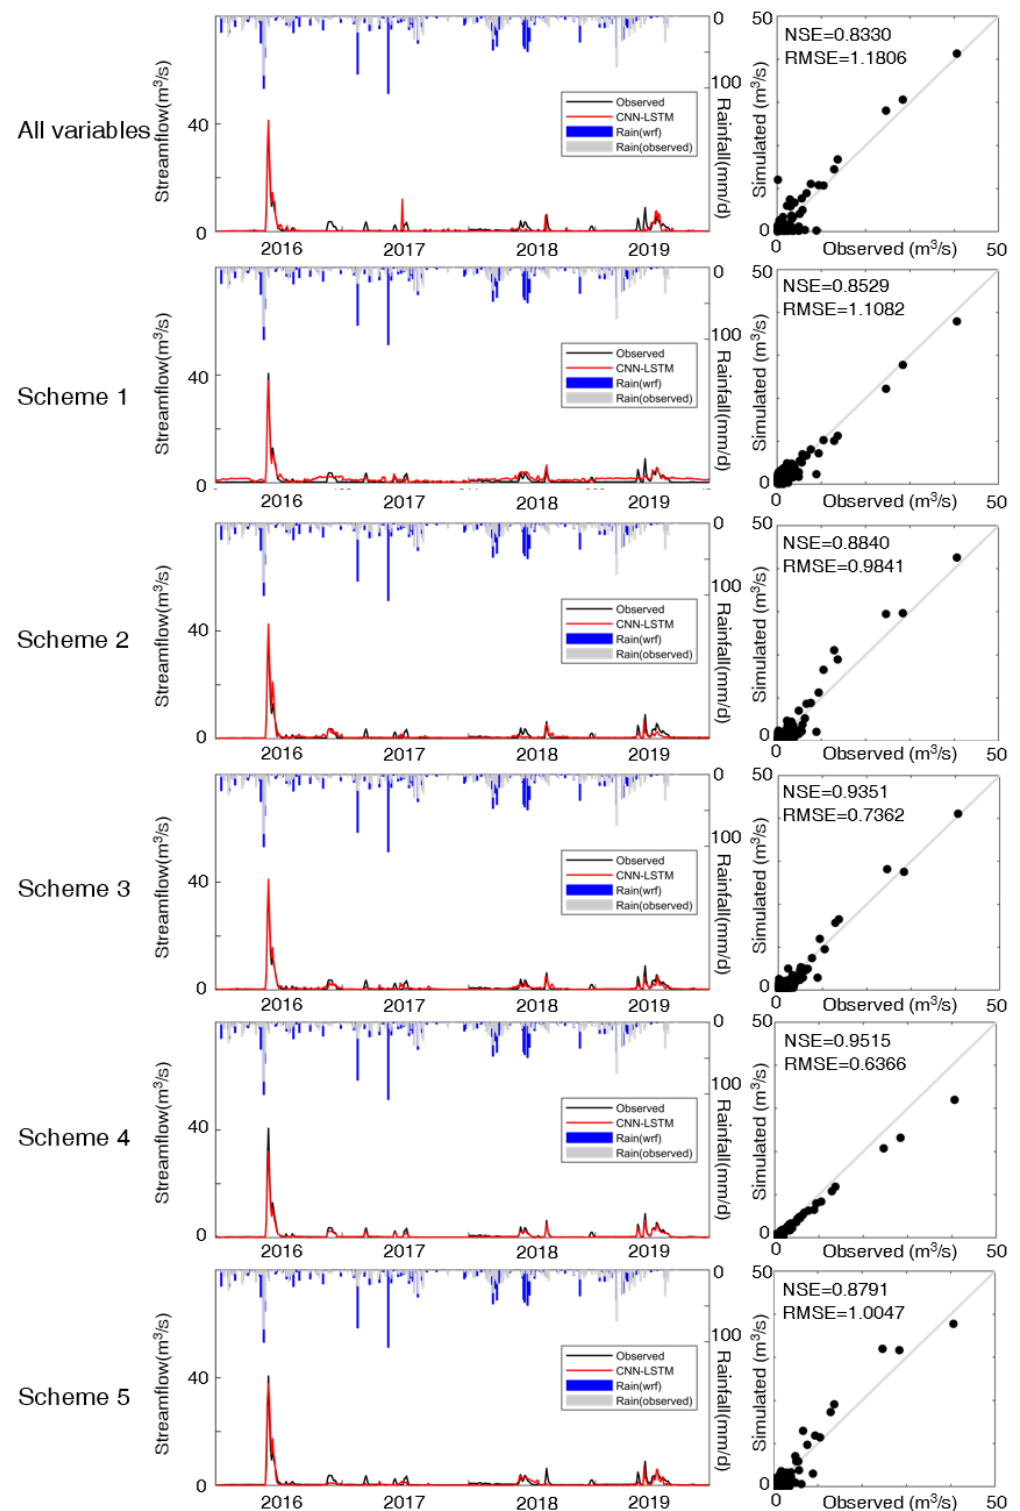 All variables
Streamflow(m³/s)
40
0
2016
2017
2018
2019
0
100
Rainfall(mm/d)
Observed
CNN-LSTM
Rain(wrf)
Rain(observed)
50
Simulated (m³/s)
NSE=0.8330
RMSE=1.1806
0
0
Observed (m³/s)
50
Scheme 1
Streamflow(m³/s)
40
0
2016
2017
2018
2019
0
100
Rainfall(mm/d)
Observed
CNN-LSTM
Rain(wrf)
Rain(observed)
50
Simulated (m³/s)
NSE=0.8529
RMSE=1.1082
0
0
Observed (m³/s)
50
Scheme 2
Streamflow(m³/s)
40
0
2016
2017
2018
2019
0
100
Rainfall(mm/d)
Observed
CNN-LSTM
Rain(wrf)
Rain(observed)
50
Simulated (m³/s)
NSE=0.8840
RMSE=0.9841
0
0
Observed (m³/s)
50
Scheme 3
Streamflow(m³/s)
40
0
2016
2017
2018
2019
0
100
Rainfall(mm/d)
Observed
CNN-LSTM
Rain(wrf)
Rain(observed)
50
Simulated (m³/s)
NSE=0.9351
RMSE=0.7362
0
0
Observed (m³/s)
50
Scheme 4
Streamflow(m³/s)
40
0
2016
2017
2018
2019
0
100
Rainfall(mm/d)
Observed
CNN-LSTM
Rain(wrf)
Rain(observed)
50
Simulated (m³/s)
NSE=0.9515
RMSE=0.6366
0
0
Observed (m³/s)
50
Scheme 5
Streamflow(m³/s)
40
0
2016
2017
2018
2019
0
100
Rainfall(mm/d)
Observed
CNN-LSTM
Rain(wrf)
Rain(observed)
50
Simulated (m³/s)
NSE=0.8791
RMSE=1.0047
0
0
Observed (m³/s)
50